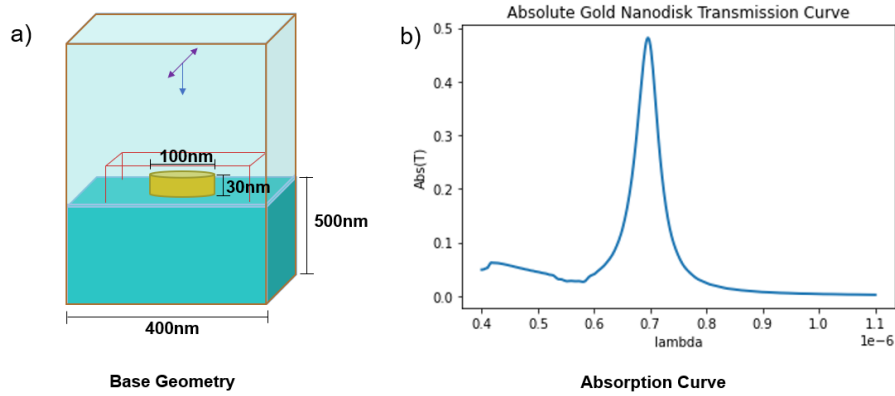 a)
100nm
30nm
500nm
400nm
Base Geometry
b)
Absolute Gold Nanodisk Transmission Curve
Abs(T)
0.5
0.4
0.3
0.2
0.1
0.0
0.4 0.5 0.6 0.7 0.8 0.9 1.0 1.1
1e-6
lambda
Absorption Curve